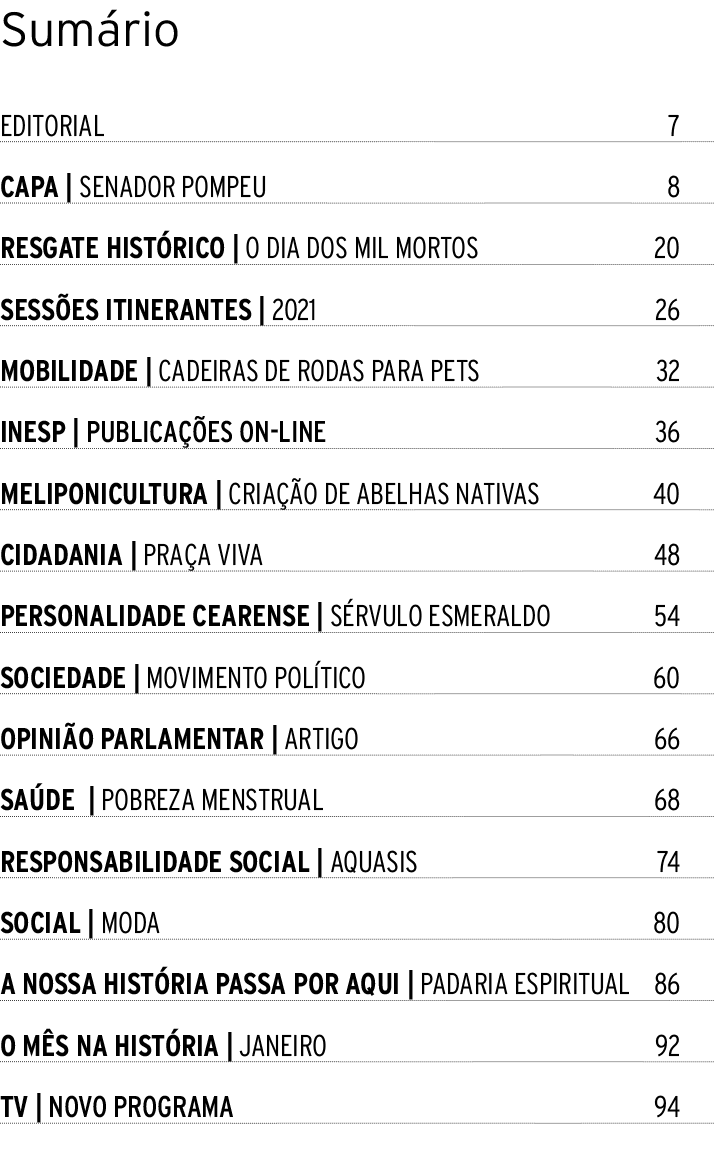 Sumário
EDITORIAL 7
CAPA | SENADOR POMPEU 8
RESGATE HISTÓRICO | O DIA DOS MIL MORTOS 20
SESSÕES ITINERANTES | 2021 26
MOBILIDADE | CADEIRAS DE RODAS PARA PETS 32
INESP | PUBLICAÇÕES ON-LINE 36
MELIPONICULTURA | CRIAÇÃO DE ABELHAS NATIVAS 40
CIDADANIA | PRAÇA VIVA 48
PERSONALIDADE CEARENSE | SÉRVULO ESMERALDO 54
SOCIEDADE | MOVIMENTO POLÍTICO 60
OPINIÃO PARLAMENTAR | ARTIGO 66
SAÚDE | POBREZA MENSTRUAL 68
RESPONSABILIDADE SOCIAL | AQUASIS 74
SOCIAL | MODA 80
A NOSSA HISTÓRIA PASSA POR AQUI | PADARIA ESPIRITUAL 86
O MÊS NA HISTÓRIA | JANEIRO 92
TV | NOVO PROGRAMA 94